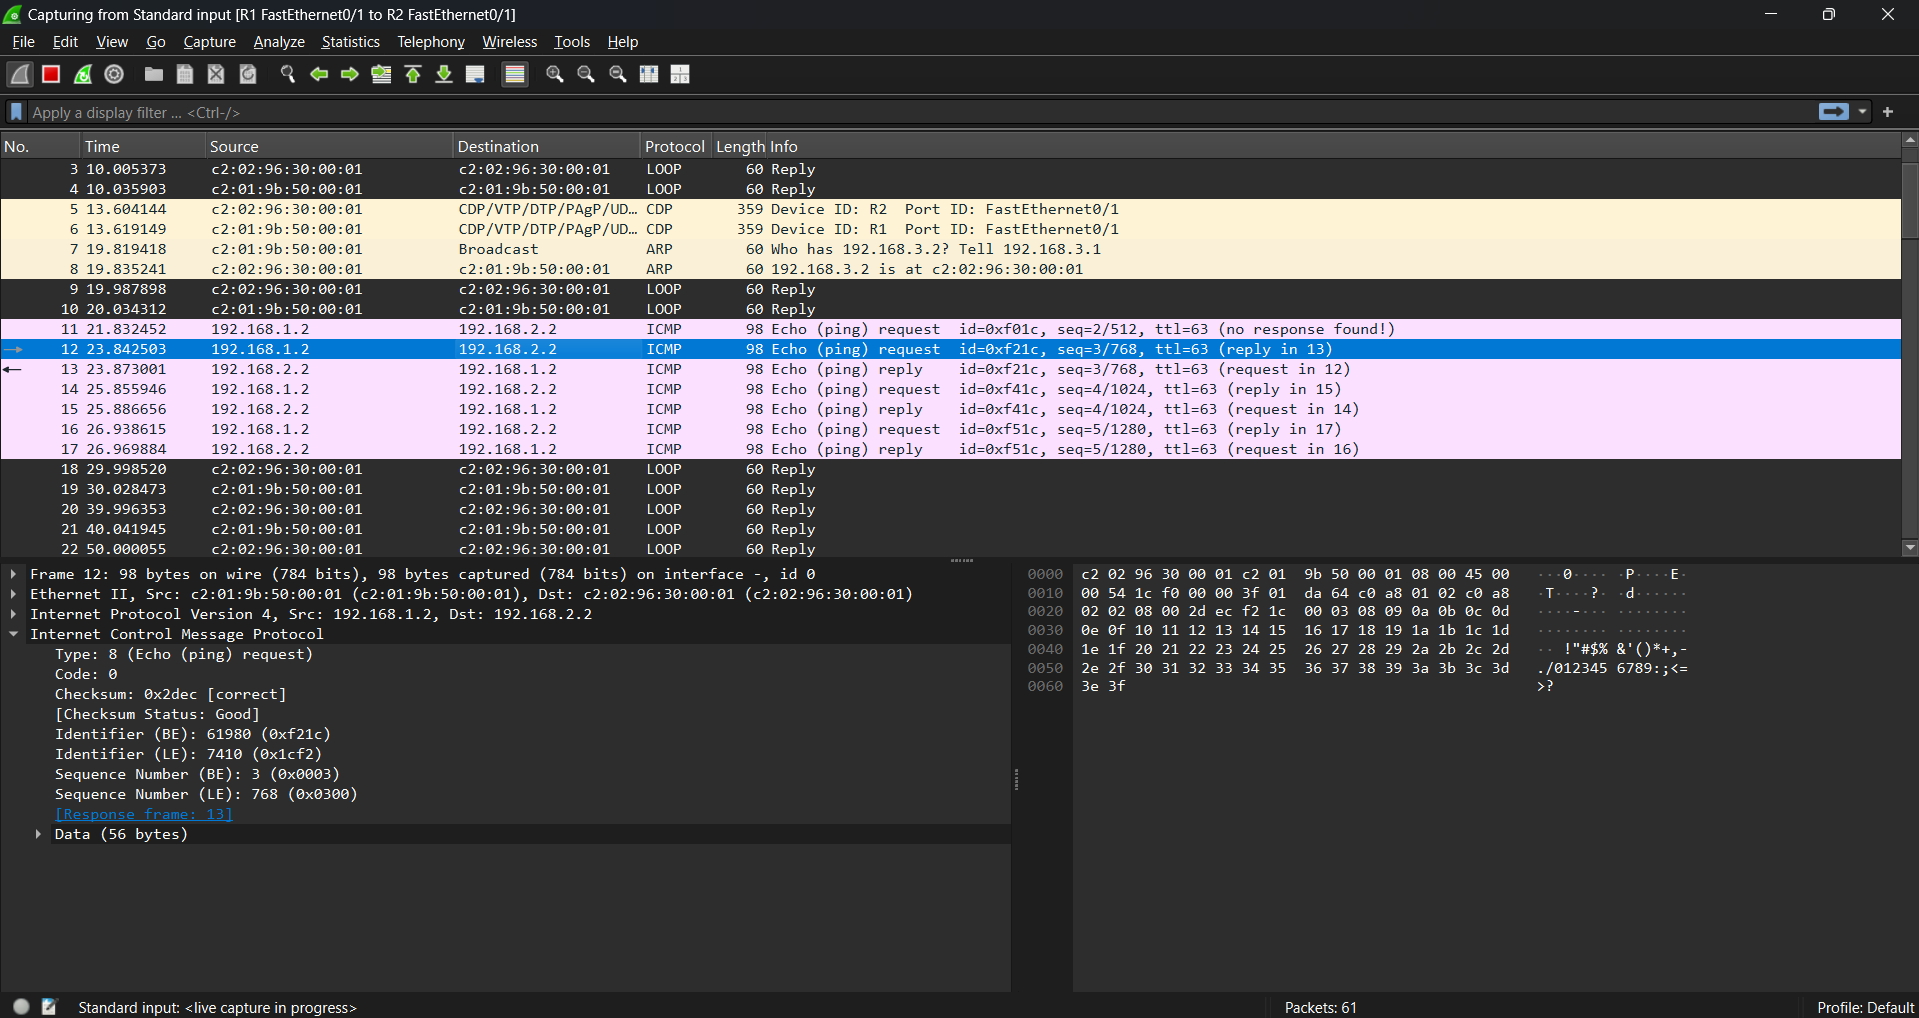 Capturing from Standard input [R1 FastEthernet0/1 to R2 FastEthernet0/1]
File Edit View Go Capture Analyze Statistics Telephony Wireless Tools Help
Apply a display filter ... <Ctrl-/>
No. Time Source Destination Protocol Length Info
3 10.005373 c2:02:96:30:00:01 c2:02:96:30:00:01 LOOP 60 Reply
4 10.035903 c2:01:9b:50:00:01 c2:01:9b:50:00:01 LOOP 60 Reply
5 13.604144 c2:02:96:30:00:01 CDP/VTP/DTP/PAgP/UD… CDP 359 Device ID: R2 Port ID: FastEthernet0/1
6 13.619149 c2:01:9b:50:00:01 CDP/VTP/DTP/PAgP/UD… CDP 359 Device ID: R1 Port ID: FastEthernet0/1
7 19.819418 c2:01:9b:50:00:01 Broadcast ARP 60 Who has 192.168.3.2? Tell 192.168.3.1
8 19.835241 c2:02:96:30:00:01 c2:01:9b:50:00:01 ARP 60 192.168.3.2 is at c2:02:96:30:00:01
9 19.987898 c2:02:96:30:00:01 c2:02:96:30:00:01 LOOP 60 Reply
10 20.034312 c2:01:9b:50:00:01 c2:01:9b:50:00:01 LOOP 60 Reply
11 21.832452 192.168.1.2 192.168.2.2 ICMP 98 Echo (ping) request id=0xf01c, seq=2/512, ttl=63 (no response found!)
12 23.842503 192.168.1.2 192.168.2.2 ICMP 98 Echo (ping) request id=0xf21c, seq=3/768, ttl=63 (reply in 13)
13 23.873001 192.168.2.2 192.168.1.2 ICMP 98 Echo (ping) reply id=0xf21c, seq=3/768, ttl=63 (request in 12)
14 25.855946 192.168.1.2 192.168.2.2 ICMP 98 Echo (ping) request id=0xf41c, seq=4/1024, ttl=63 (reply in 15)
15 25.886656 192.168.2.2 192.168.1.2 ICMP 98 Echo (ping) reply id=0xf41c, seq=4/1024, ttl=63 (request in 14)
16 26.938615 192.168.1.2 192.168.2.2 ICMP 98 Echo (ping) request id=0xf51c, seq=5/1280, ttl=63 (reply in 17)
17 26.969884 192.168.2.2 192.168.1.2 ICMP 98 Echo (ping) reply id=0xf51c, seq=5/1280, ttl=63 (request in 16)
18 29.998520 c2:02:96:30:00:01 c2:02:96:30:00:01 LOOP 60 Reply
19 30.028473 c2:01:9b:50:00:01 c2:01:9b:50:00:01 LOOP 60 Reply
20 39.996353 c2:02:96:30:00:01 c2:02:96:30:00:01 LOOP 60 Reply
21 40.041945 c2:01:9b:50:00:01 c2:01:9b:50:00:01 LOOP 60 Reply
22 50.000055 c2:02:96:30:00:01 c2:02:96:30:00:01 LOOP 60 Reply
Frame 12: 98 bytes on wire (784 bits), 98 bytes captured (784 bits) on interface -, id 0
Ethernet II, Src: c2:01:9b:50:00:01 (c2:01:9b:50:00:01), Dst: c2:02:96:30:00:01 (c2:02:96:30:00:01)
Internet Protocol Version 4, Src: 192.168.1.2, Dst: 192.168.2.2
Internet Control Message Protocol
Type: 8 (Echo (ping) request)
Code: 0
Checksum: 0x2dec [correct]
[Checksum Status: Good]
Identifier (BE): 61980 (0xf21c)
Identifier (LE): 7410 (0x1cf2)
Sequence Number (BE): 3 (0x0003)
Sequence Number (LE): 768 (0x0300)
[Response frame: 13]
Data (56 bytes)
0000 c2 02 96 30 00 01 c2 01 9b 50 00 01 08 00 45 00 ···0···· ·P····E·
0010 00 54 1c f0 00 00 3f 01 da 64 c0 a8 01 02 c0 a8 ·T····?· ·d······
0020 02 02 08 00 2d ec f2 1c 00 03 08 09 0a 0b 0c 0d ····-··· ········
0030 0e 0f 10 11 12 13 14 15 16 17 18 19 1a 1b 1c 1d ········ ········
0040 1e 1f 20 21 22 23 24 25 26 27 28 29 2a 2b 2c 2d ·· !"#$% &'()*+,-
0050 2e 2f 30 31 32 33 34 35 36 37 38 39 3a 3b 3c 3d ./012345 6789:;<=
0060 3e 3f >?
Standard input: <live capture in progress> Packets: 61 Profile: Default